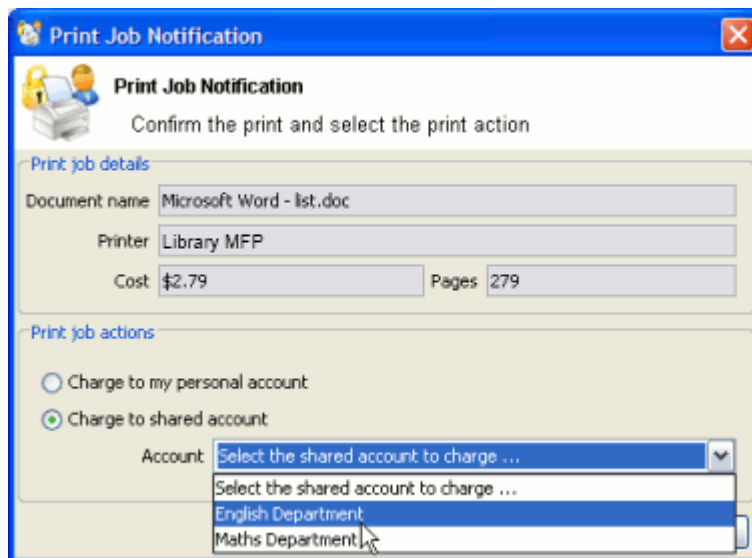 Print Job Notification
Print Job Notification
Confirm the print and select the print action
Print job details
Document name Microsoft Word - list.doc
Printer Library MFP
Cost $2.79 Pages 279
Print job actions
Charge to my personal account
Charge to shared account
Account Select the shared account to charge ...
Select the shared account to charge ...
English Department
Maths Department